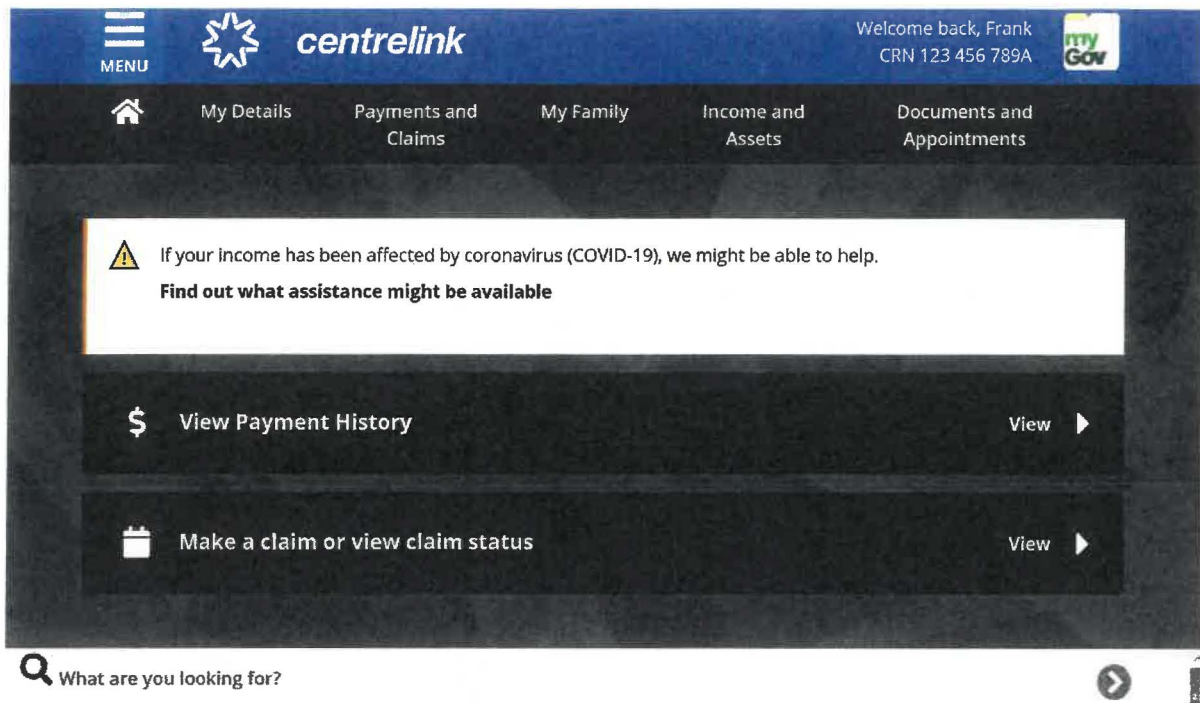 MENU
centrelink
Welcome back, Frank
CRN 123 456 789A
my
Gov
My Details
Payments and
Claims
My Family
Income and
Assets
Documents and
Appointments
If your income has been affected by coronavirus (COVID-19), we might be able to help.
Find out what assistance might be available
$ View Payment History
View
Make a claim or view claim status
View
What are you looking for?